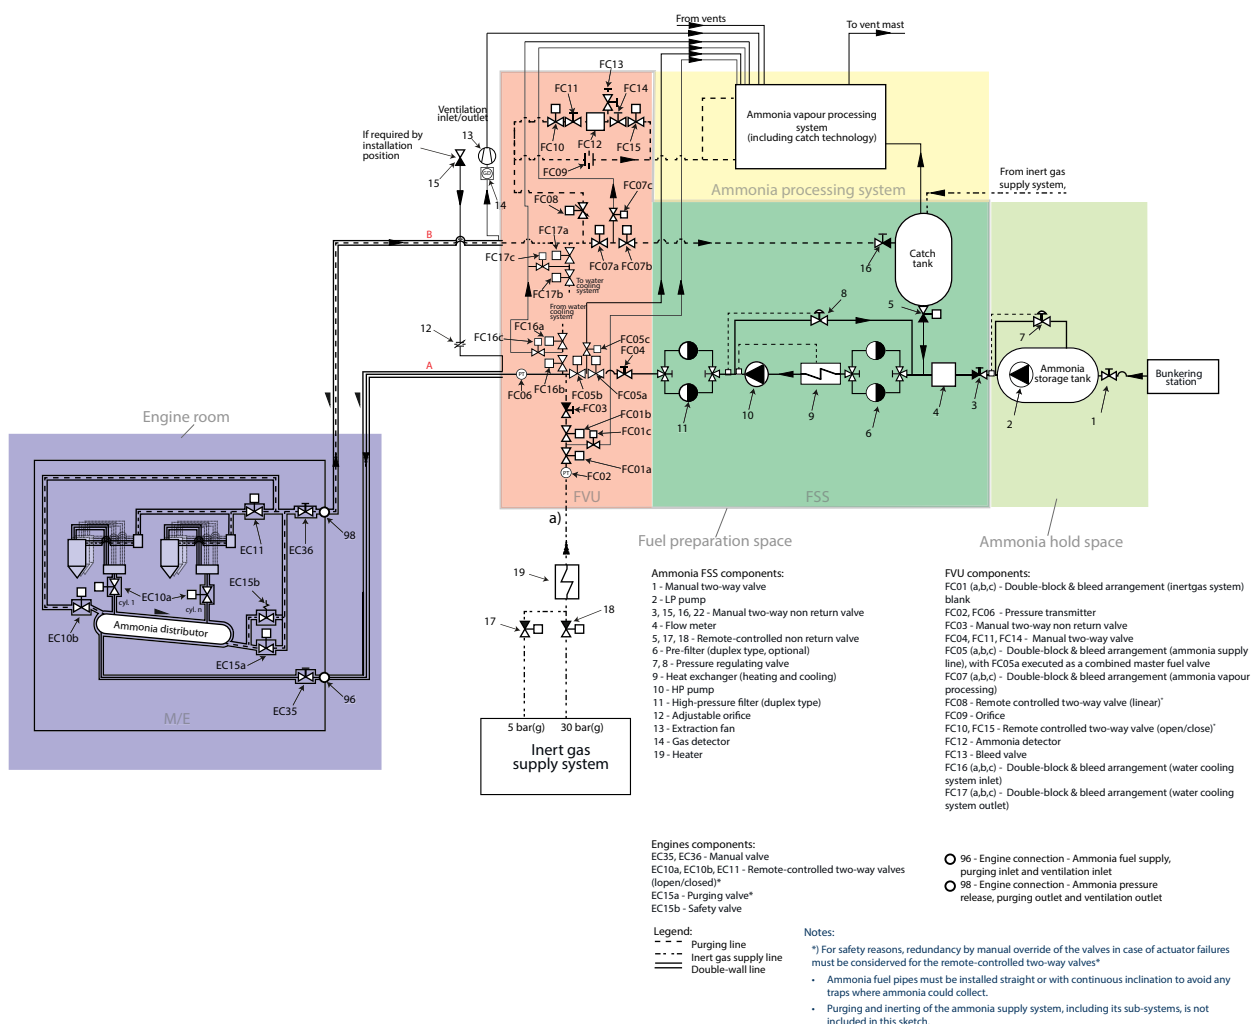 From vents
To vent mast
FC13
FC11
FC14
Ventilation
inlet/outlet
If required by
installation
position
13
Ammonia vapour processing
system
(including catch technology)
FC10
FC12
FC15
FC09
From inert gas
supply system,
15
GD
14
FC07c
Ammonia processing system
FC08
FC17a
B
FC17c
FC07a
FC07b
16
Catch
tank
To water
cooling
system
FC17b
From water
cooling
system
8
5
7
12
FC16a
FC16c
FC05c
FC04
A
PT
FC06
FC16b
FC05b
FC05a
Ammonia
storage tank
Bunkering
station
FC03
FC01b
FC01c
11
10
9
6
4
3
2
1
Engine room
FC01a
PT
FC02
FVU
FSS
a)
98
EC11
EC36
Fuel preparation space
Ammonia hold space
19
EC15b
EC10a
cyl. 1
cyl. n
Ammonia distributor
EC10b
EC15a
17
18
EC35
96
M/E
5 bar(g)
30 bar(g)
Inert gas
supply system
Ammonia FSS components:
1 - Manual two-way valve
2 - LP pump
3, 15, 16, 22 - Manual two-way non return valve
4 - Flow meter
5, 17, 18 - Remote-controlled non return valve
6 - Pre-filter (duplex type, optional)
7, 8 - Pressure regulating valve
9 - Heat exchanger (heating and cooling)
10 - HP pump
11 - High-pressure filter (duplex type)
12 - Adjustable orifice
13 - Extraction fan
14 - Gas detector
19 - Heater
FVU components:
FC01 (a,b,c) - Double-block & bleed arrangement (inertgas system)
blank
FC02, FC06 - Pressure transmitter
FC03 - Manual two-way non return valve
FC04, FC11, FC14 - Manual two-way valve
FC05 (a,b,c) - Double-block & bleed arrangement (ammonia supply
line), with FC05a executed as a combined master fuel valve
FC07 (a,b,c) - Double-block & bleed arrangement (ammonia vapour
processing)
FC08 - Remote controlled two-way valve (linear)*
FC09 - Orifice
FC10, FC15 - Remote controlled two-way valve (open/close)*
FC12 - Ammonia detector
FC13 - Bleed valve
FC16 (a,b,c) - Double-block & bleed arrangement (water cooling
system inlet)
FC17 (a,b,c) - Double-block & bleed arrangement (water cooling
system outlet)
Engines components:
EC35, EC36 - Manual valve
EC10a, EC10b, EC11 - Remote-controlled two-way valves
(lopen/closed)*
EC15a - Purging valve*
EC15b - Safety valve
96 - Engine connection - Ammonia fuel supply,
purging inlet and ventilation inlet
98 - Engine connection - Ammonia pressure
release, purging outlet and ventilation outlet
Legend:
Purging line
Inert gas supply line
Double-wall line
Notes:
*) For safety reasons, redundancy by manual override of the valves in case of actuator failures
must be considerved for the remote-controlled two-way valves*
• Ammonia fuel pipes must be installed straight or with continuous inclination to avoid any
traps where ammonia could collect.
• Purging and inerting of the ammonia supply system, including its sub-systems, is not
included in this sketch.